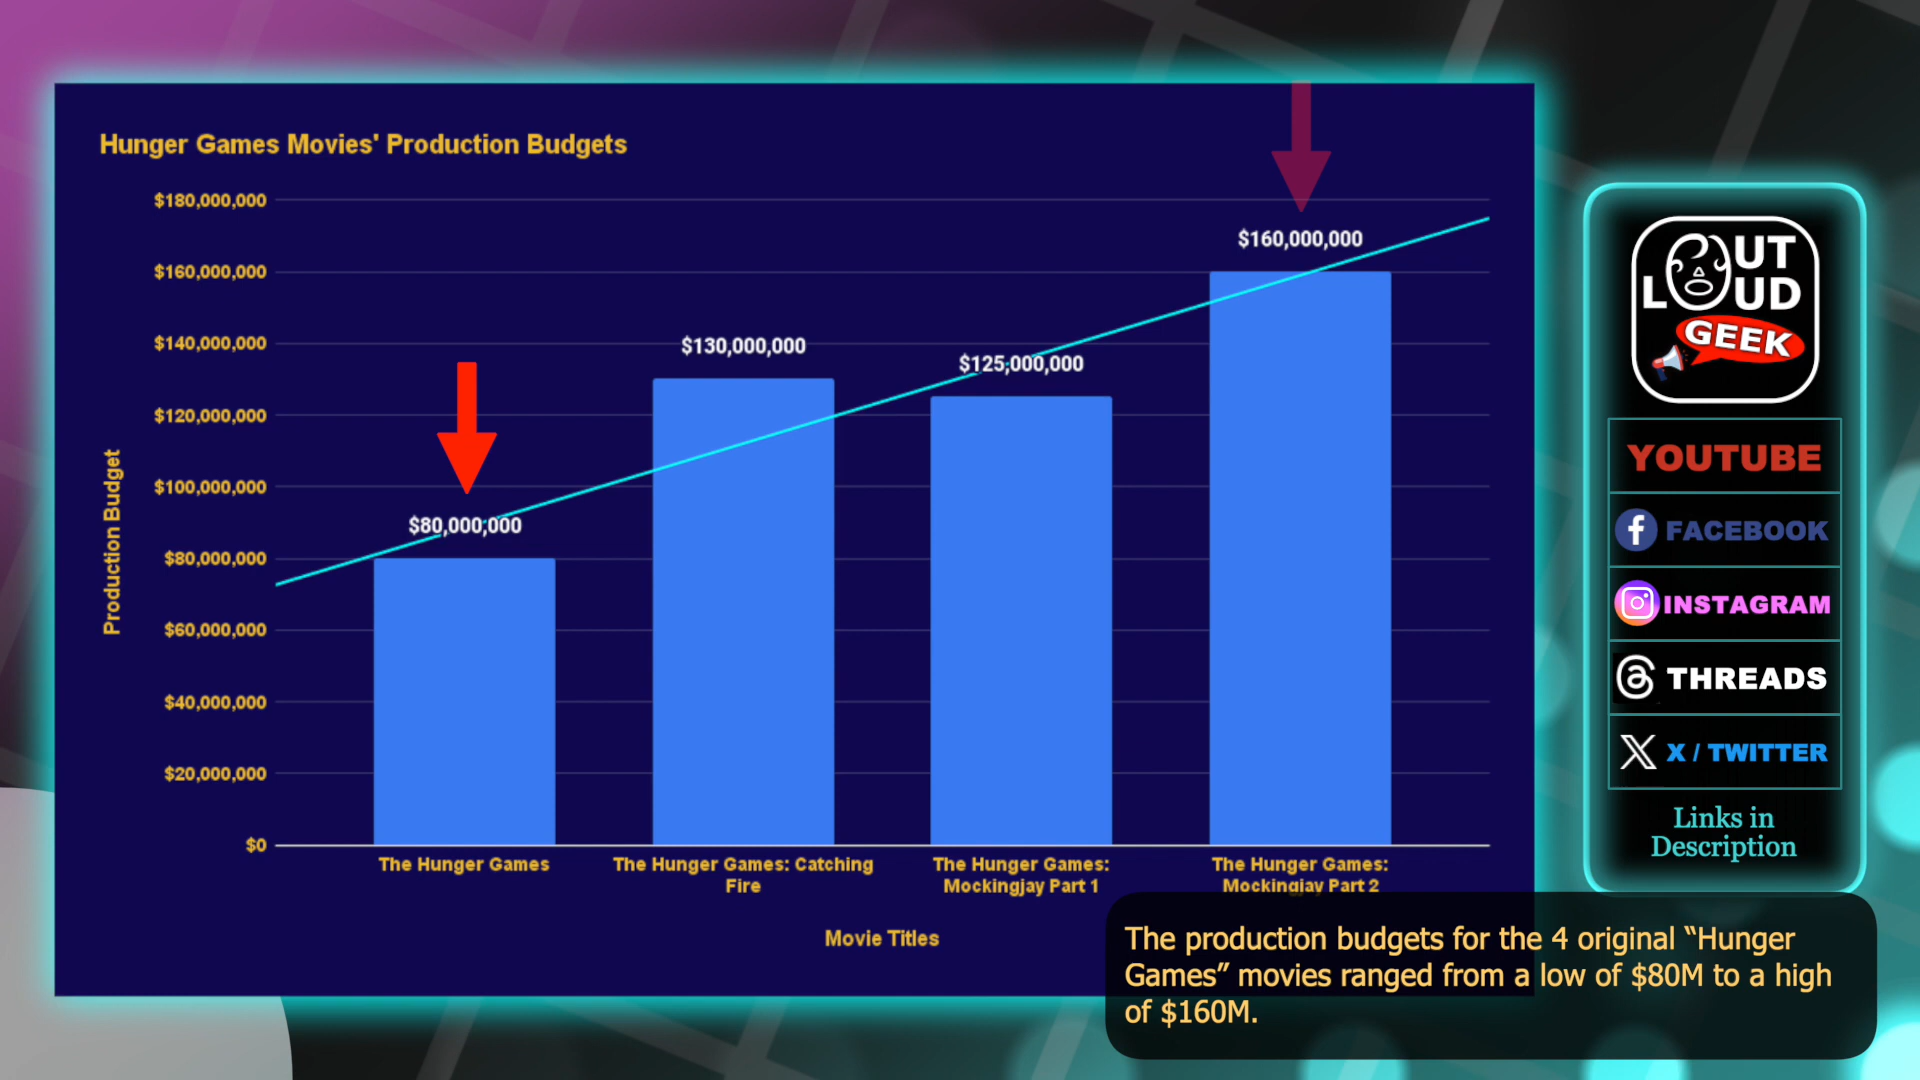 Hunger Games Movies' Production Budgets
$180,000,000
$160,000,000
$140,000,000
$120,000,000
$100,000,000
$80,000,000
$60,000,000
$40,000,000
$20,000,000
$0
Production Budget
$80,000,000
$130,000,000
$125,000,000
$160,000,000
The Hunger Games
The Hunger Games: Catching
Fire
The Hunger Games:
Mockingjay Part 1
The Hunger Games:
Mockingjay Part 2
Movie Titles
OUT
LOUD
GEEK
YOUTUBE
FACEBOOK
INSTAGRAM
THREADS
X / TWITTER
Links in
Description
The production budgets for the 4 original “Hunger
Games” movies ranged from a low of $80M to a high
of $160M.